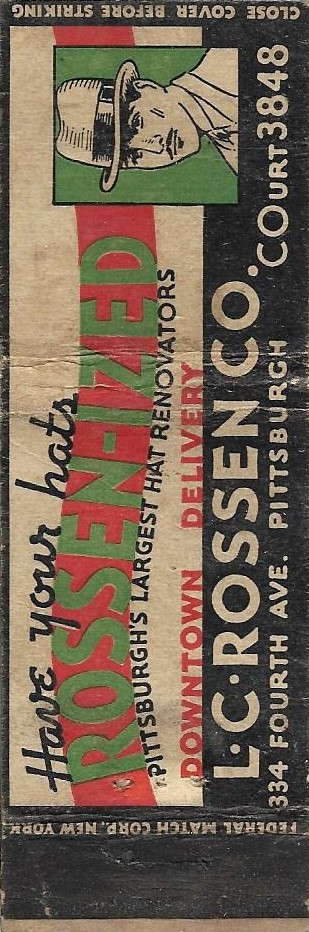 CLOSE COVER BEFORE STRIKING
Have your hats
ROSSEN-IZED
PITTSBURGH'S LARGEST HAT RENOVATORS
DOWNTOWN DELIVERY
L·C·ROSSEN CO.
334 FOURTH AVE. PITTSBURGH COURT 3848
FEDERAL MATCH CORP. NEW YORK